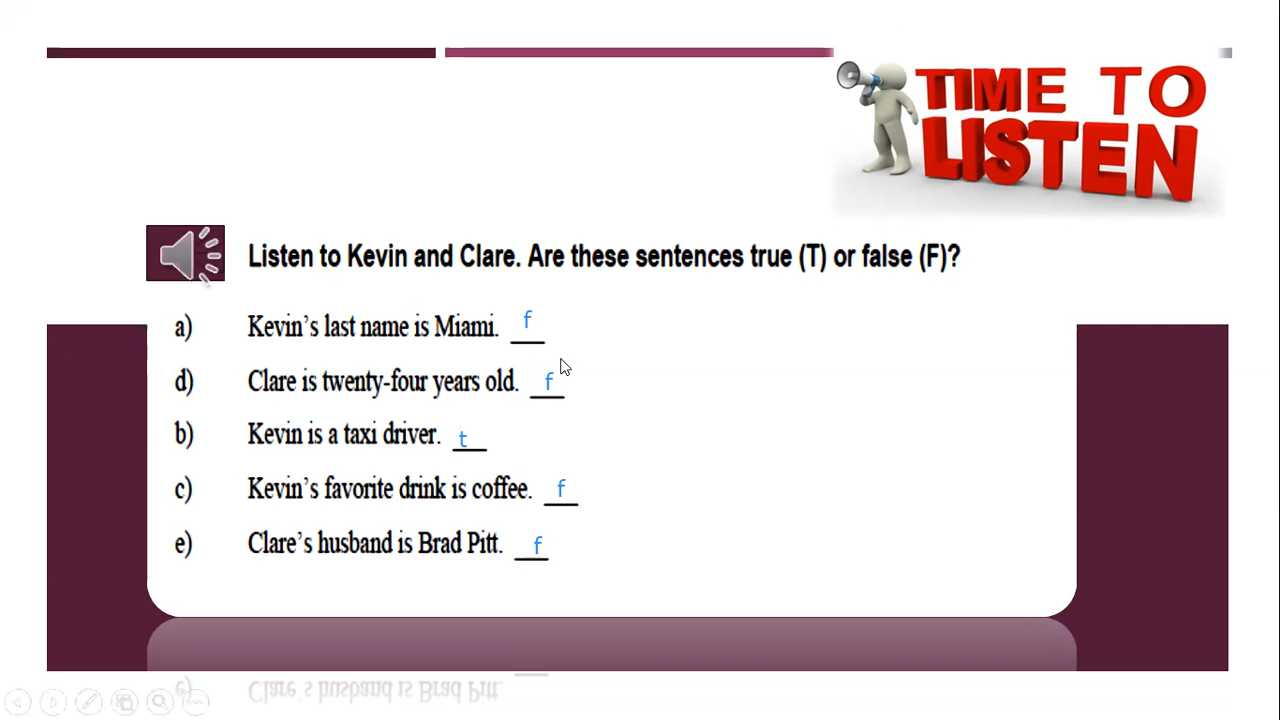 TIME TO
LISTEN
Listen to Kevin and Clare. Are these sentences true (T) or false (F)?
a) Kevin’s last name is Miami. f
d) Clare is twenty-four years old. f
b) Kevin is a taxi driver. t
c) Kevin’s favorite drink is coffee. f
e) Clare’s husband is Brad Pitt. f